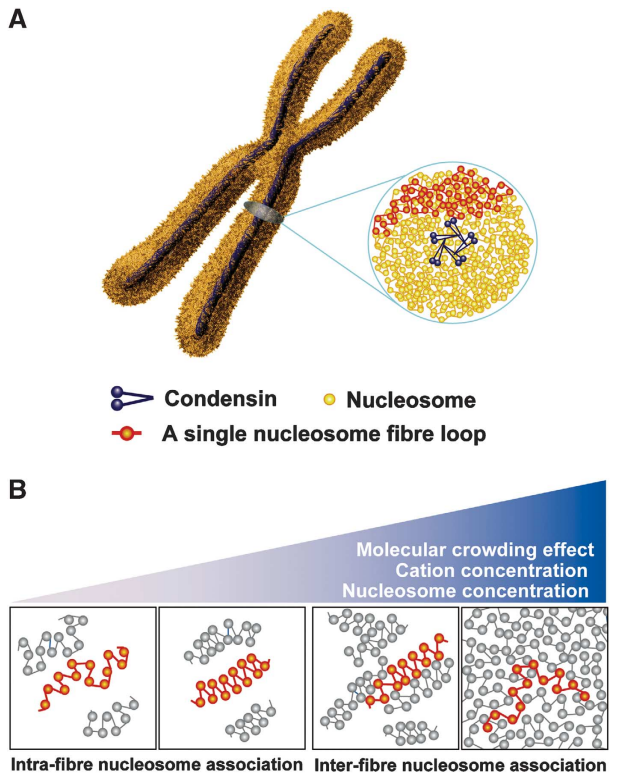 A
Condensin
Nucleosome
A single nucleosome fibre loop
B
Molecular crowding effect
Cation concentration
Nucleosome concentration
Intra-fibre nucleosome association
Inter-fibre nucleosome association